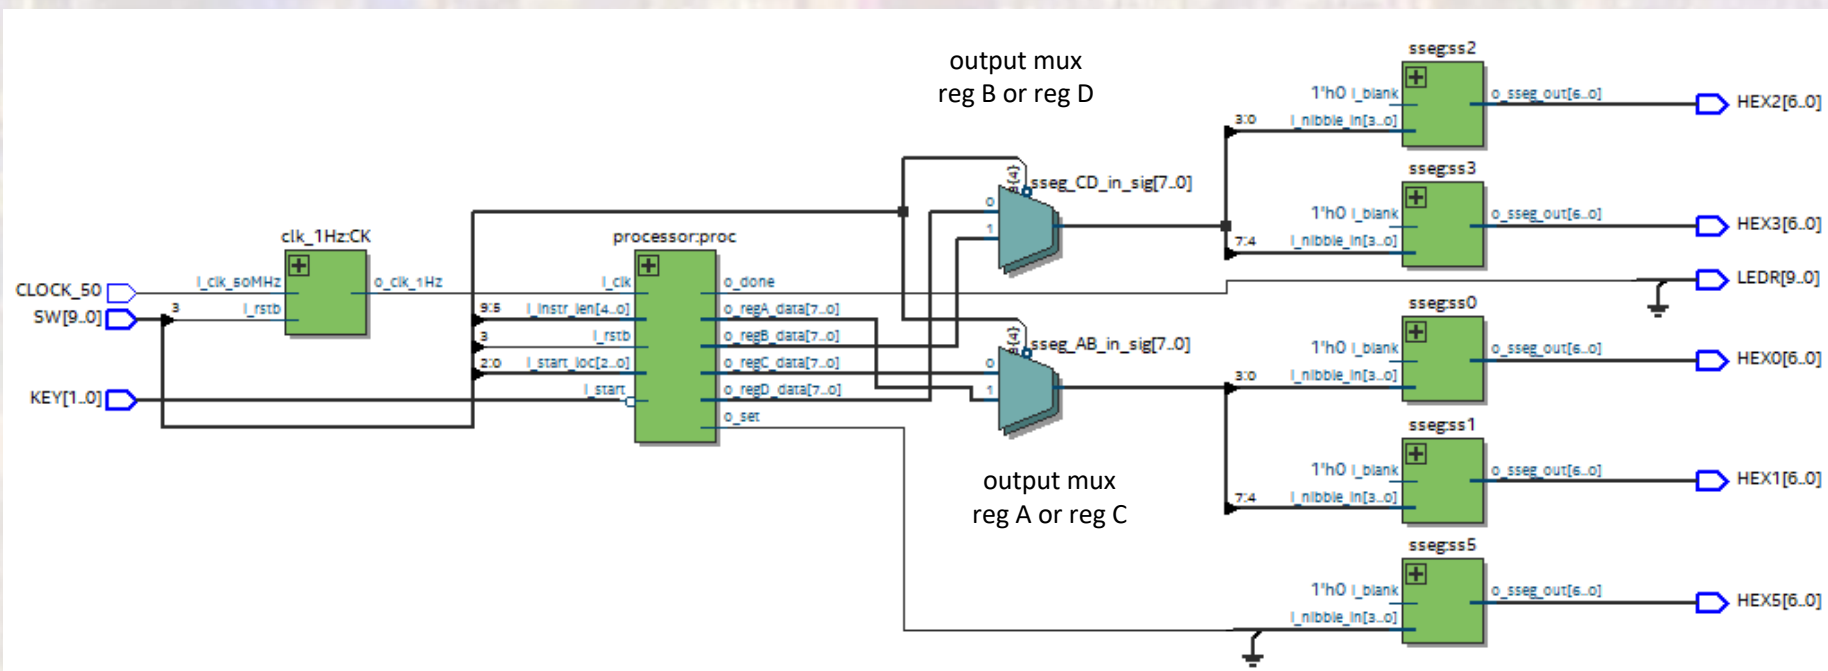 output mux
reg B or reg D
sseg:ss2
1'h0 i_blank
i_nibble_in[3..0]
3:0
o_sseg_out[6..0]
HEX2[6..0]
sseg:ss3
1'h0 i_blank
i_nibble_in[3..0]
7:4
o_sseg_out[6..0]
HEX3[6..0]
sseg_CD_in_sig[7..0]
0
1
clk_1Hz:CK
i_clk_50MHz
o_clk_1Hz
i_rstb
3
CLOCK_50
SW[9..0]
KEY[1..0]
processor:proc
i_clk
9:5
i_instr_len[4..0]
3
i_rstb
2:0
i_start_loc[2..0]
i_start
o_done
o_regA_data[7..0]
o_regB_data[7..0]
o_regC_data[7..0]
o_regD_data[7..0]
o_set
LEDR[9..0]
sseg_AB_in_sig[7..0]
0
1
output mux
reg A or reg C
sseg:ss0
1'h0 i_blank
3:0
i_nibble_in[3..0]
o_sseg_out[6..0]
HEX0[6..0]
sseg:ss1
1'h0 i_blank
7:4
i_nibble_in[3..0]
o_sseg_out[6..0]
HEX1[6..0]
sseg:ss5
1'h0 i_blank
i_nibble_in[3..0]
o_sseg_out[6..0]
HEX5[6..0]